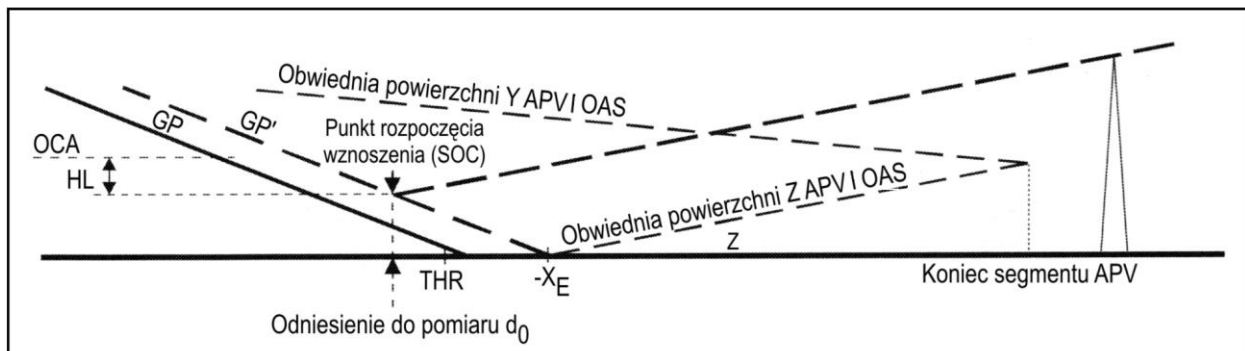 Obwiednia powierzchni Y APV I OAS
GP
GP'
Punkt rozpoczęcia
wznoszenia (SOC)
OCA
HL
Obwiednia powierzchni Z APV I OAS
Z
THR
-XE
Koniec segmentu APV
Odniesienie do pomiaru d0